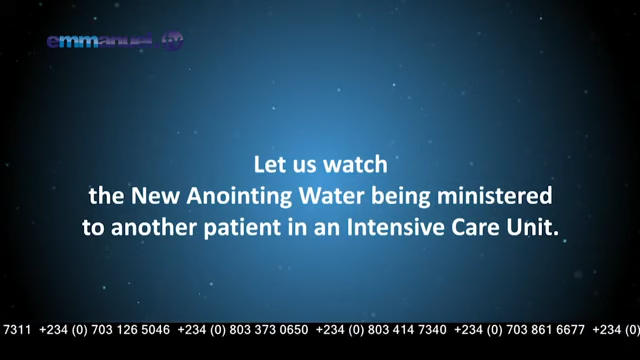 emmanuel tv
Let us watch
the New Anointing Water being ministered
to another patient in an Intensive Care Unit.
7311 +234 (0) 703 126 5046 +234 (0) 803 373 0650 +234 (0) 803 414 7340 +234 (0) 703 861 6677 +234 (0)